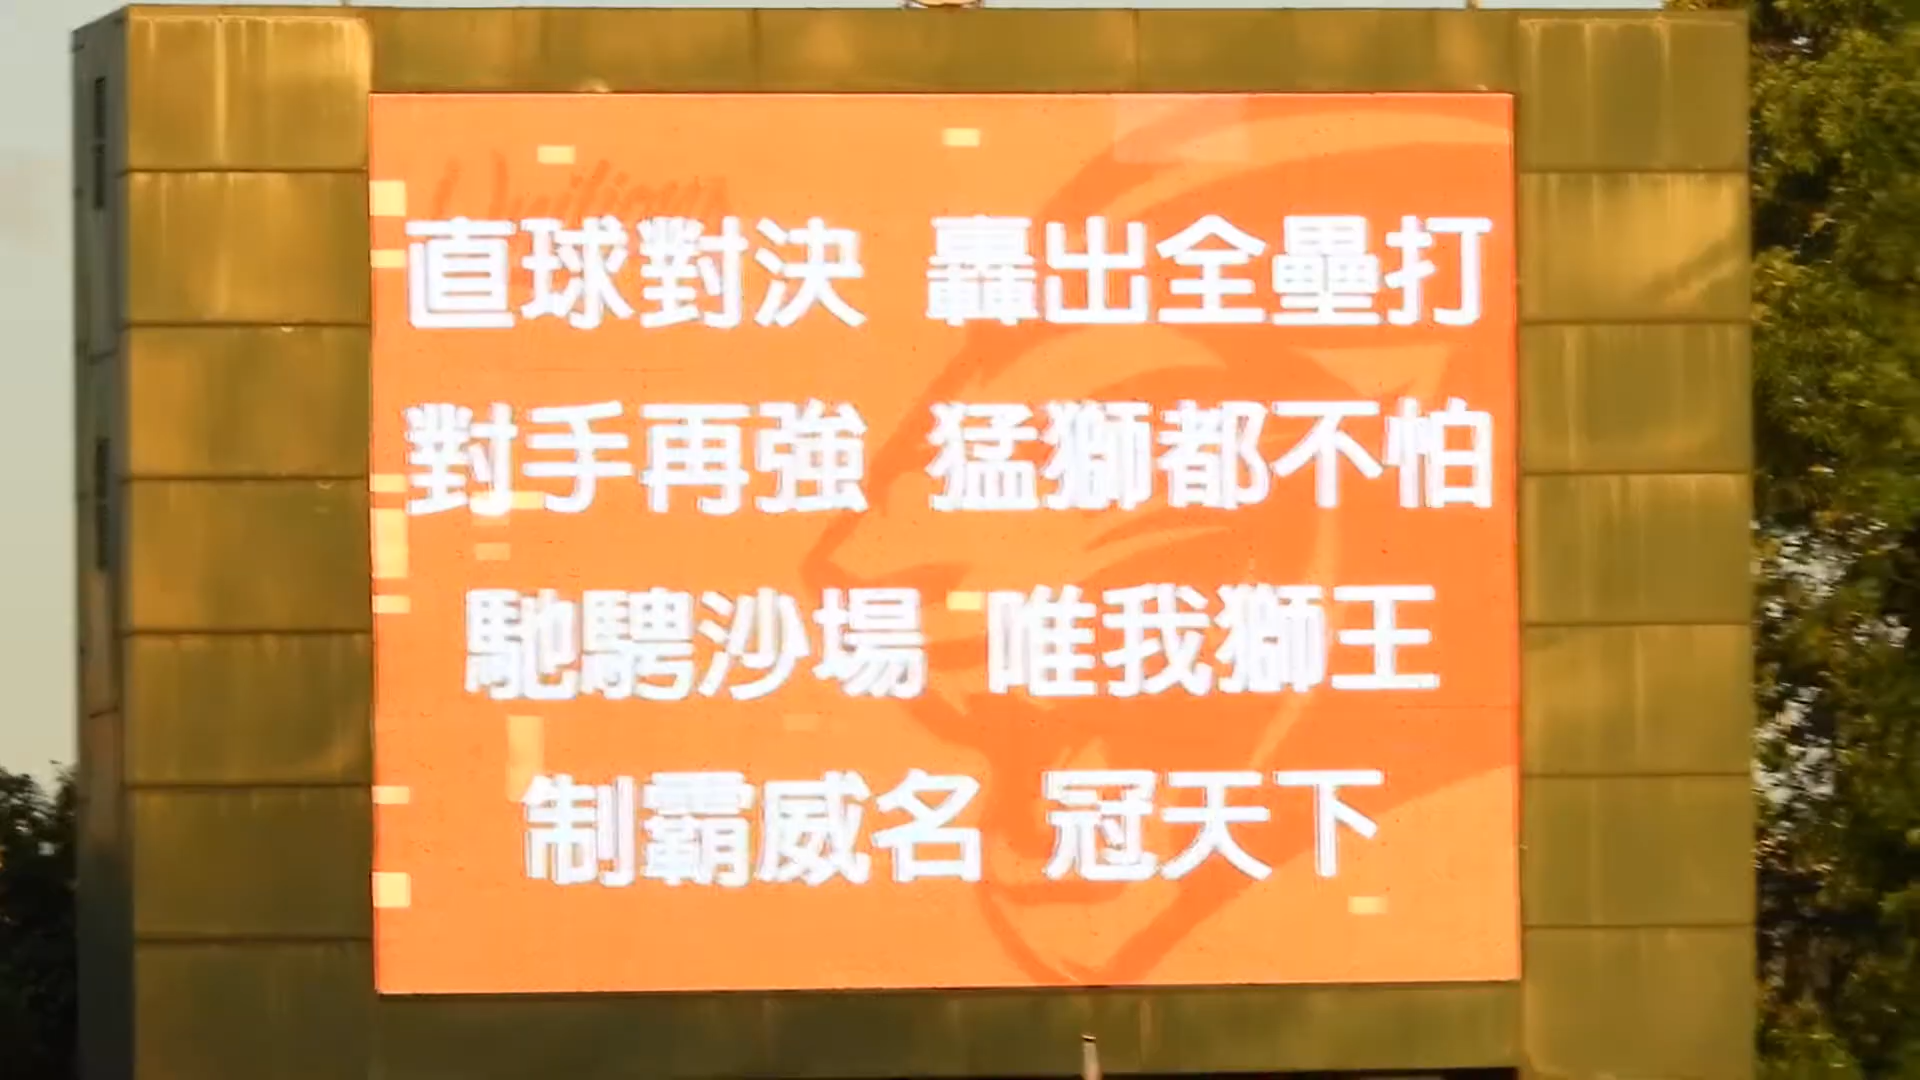 Unilions
直球對決 轟出全壘打
對手再強 猛獅都不怕
馳騁沙場 唯我獅王
制霸威名 冠天下